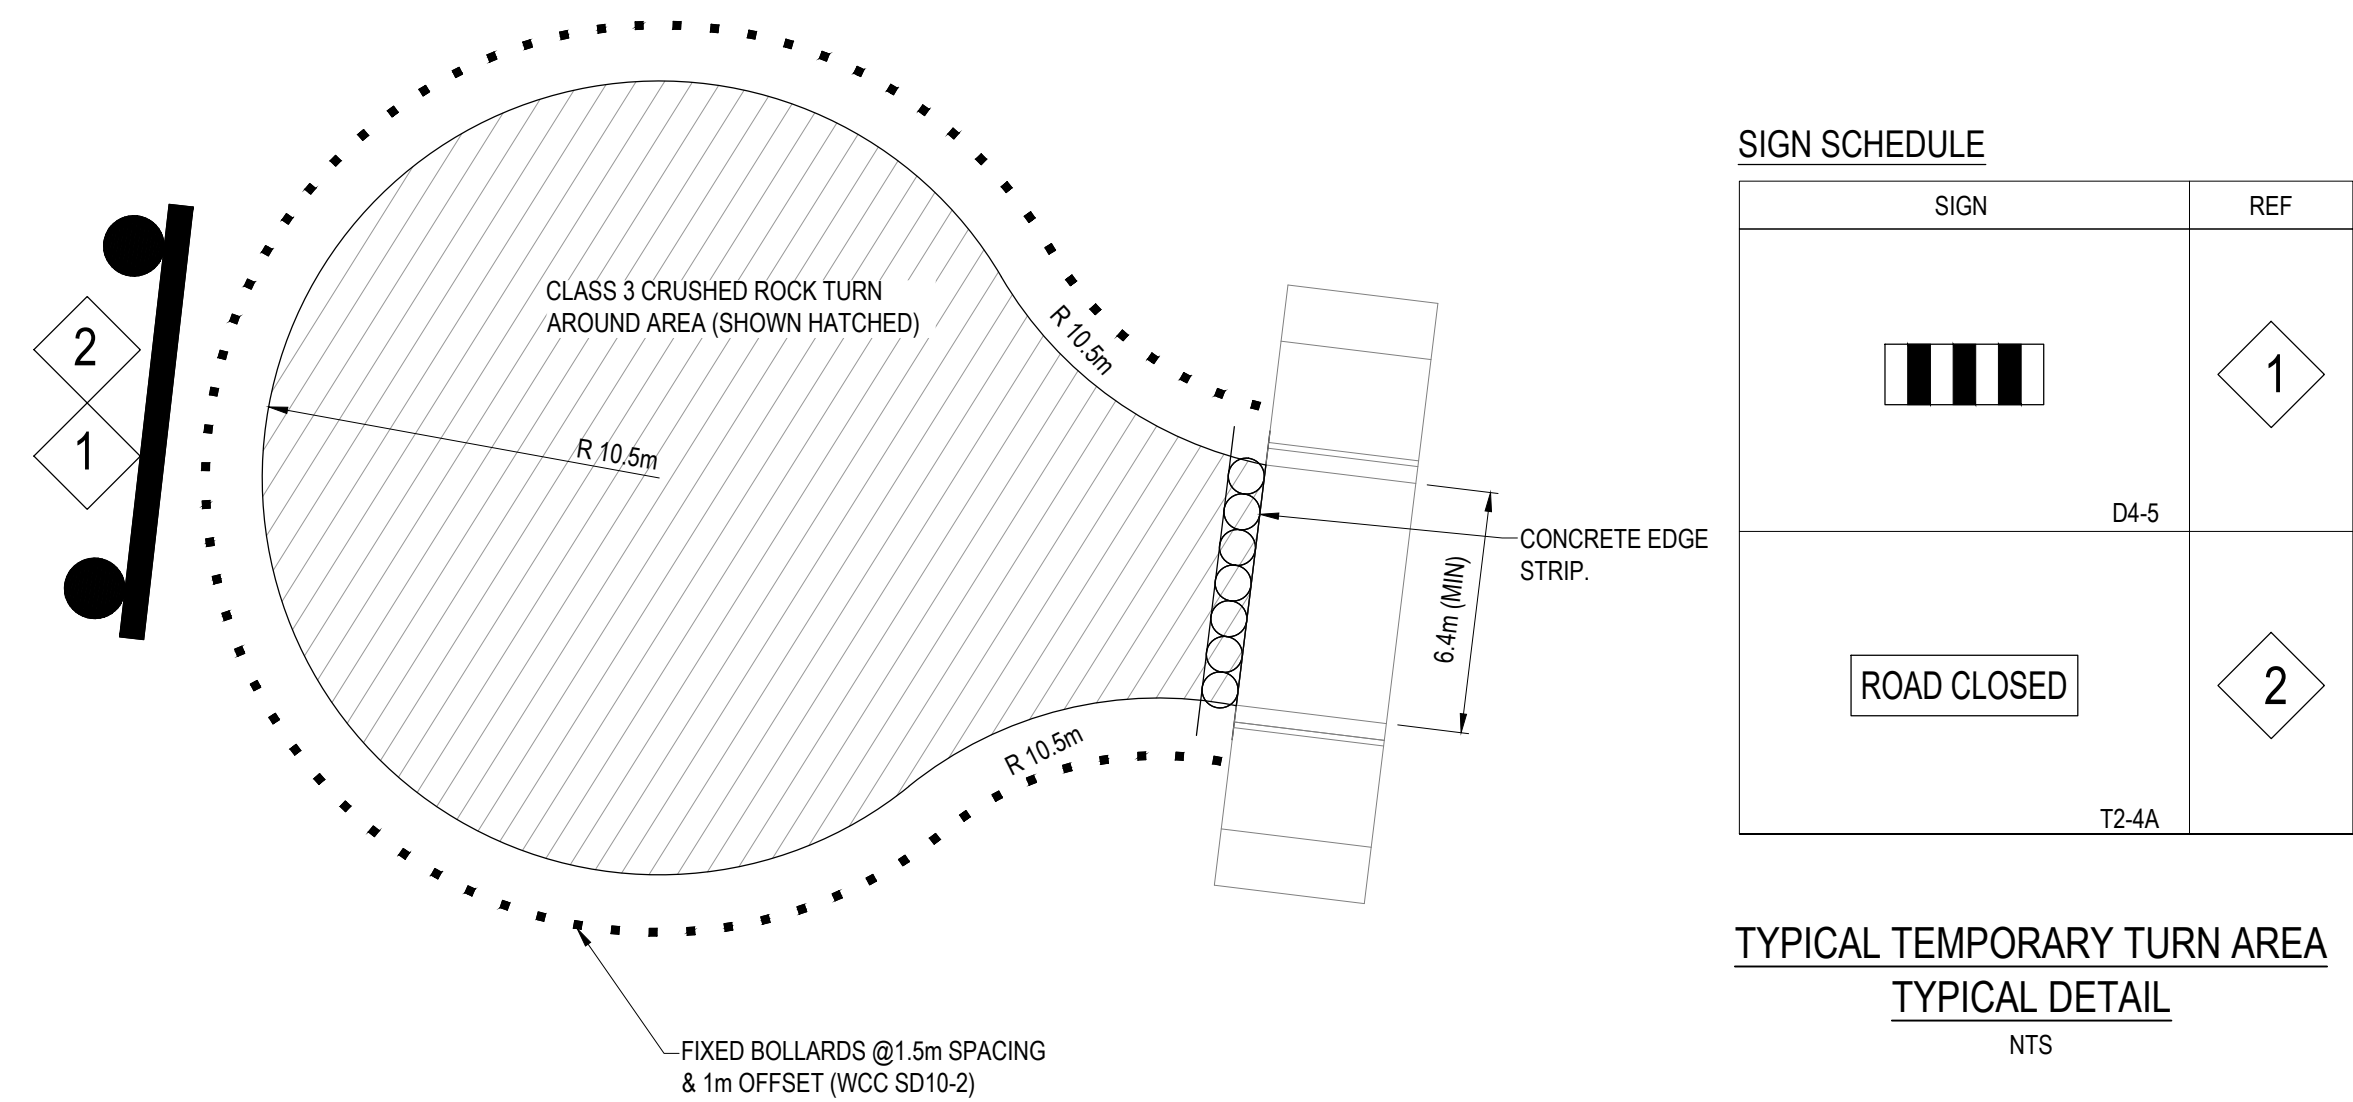 CLASS 3 CRUSHED ROCK TURN
AROUND AREA (SHOWN HATCHED)
R 10.5m
R 10.5m
R 10.5m
2
1
CONCRETE EDGE
STRIP.
6.4m (MIN)
FIXED BOLLARDS @1.5m SPACING
& 1m OFFSET (WCC SD10-2)
SIGN SCHEDULE
SIGN REF
1
D4-5
ROAD CLOSED
2
T2-4A
TYPICAL TEMPORARY TURN AREA
TYPICAL DETAIL
NTS